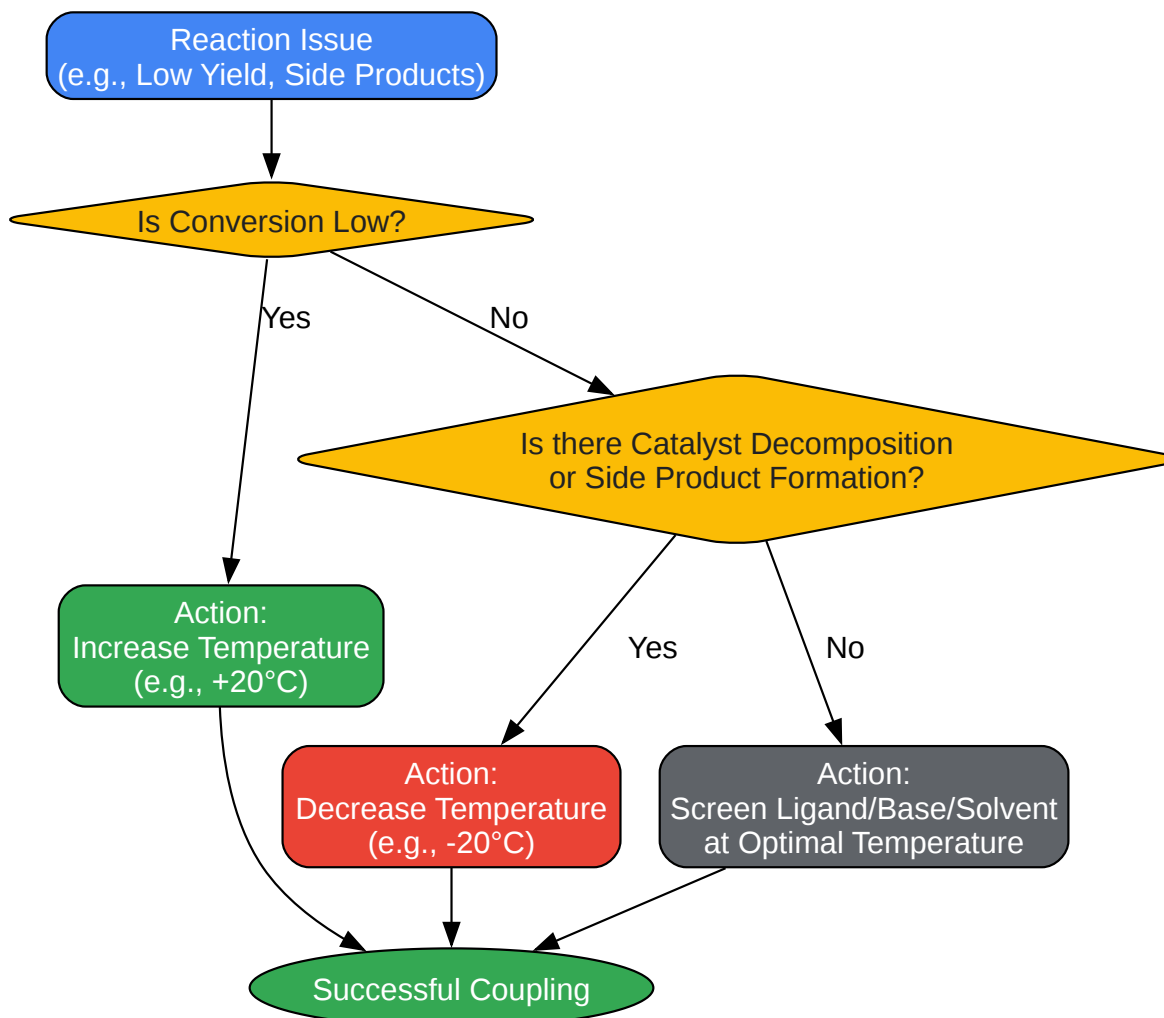 Reaction Issue
(e.g., Low Yield, Side Products)
Is Conversion Low?
Yes
No
Is there Catalyst Decomposition
or Side Product Formation?
Action:
Increase Temperature
(e.g., +20°C)
Yes
No
Action:
Decrease Temperature
(e.g., -20°C)
Action:
Screen Ligand/Base/Solvent
at Optimal Temperature
Successful Coupling